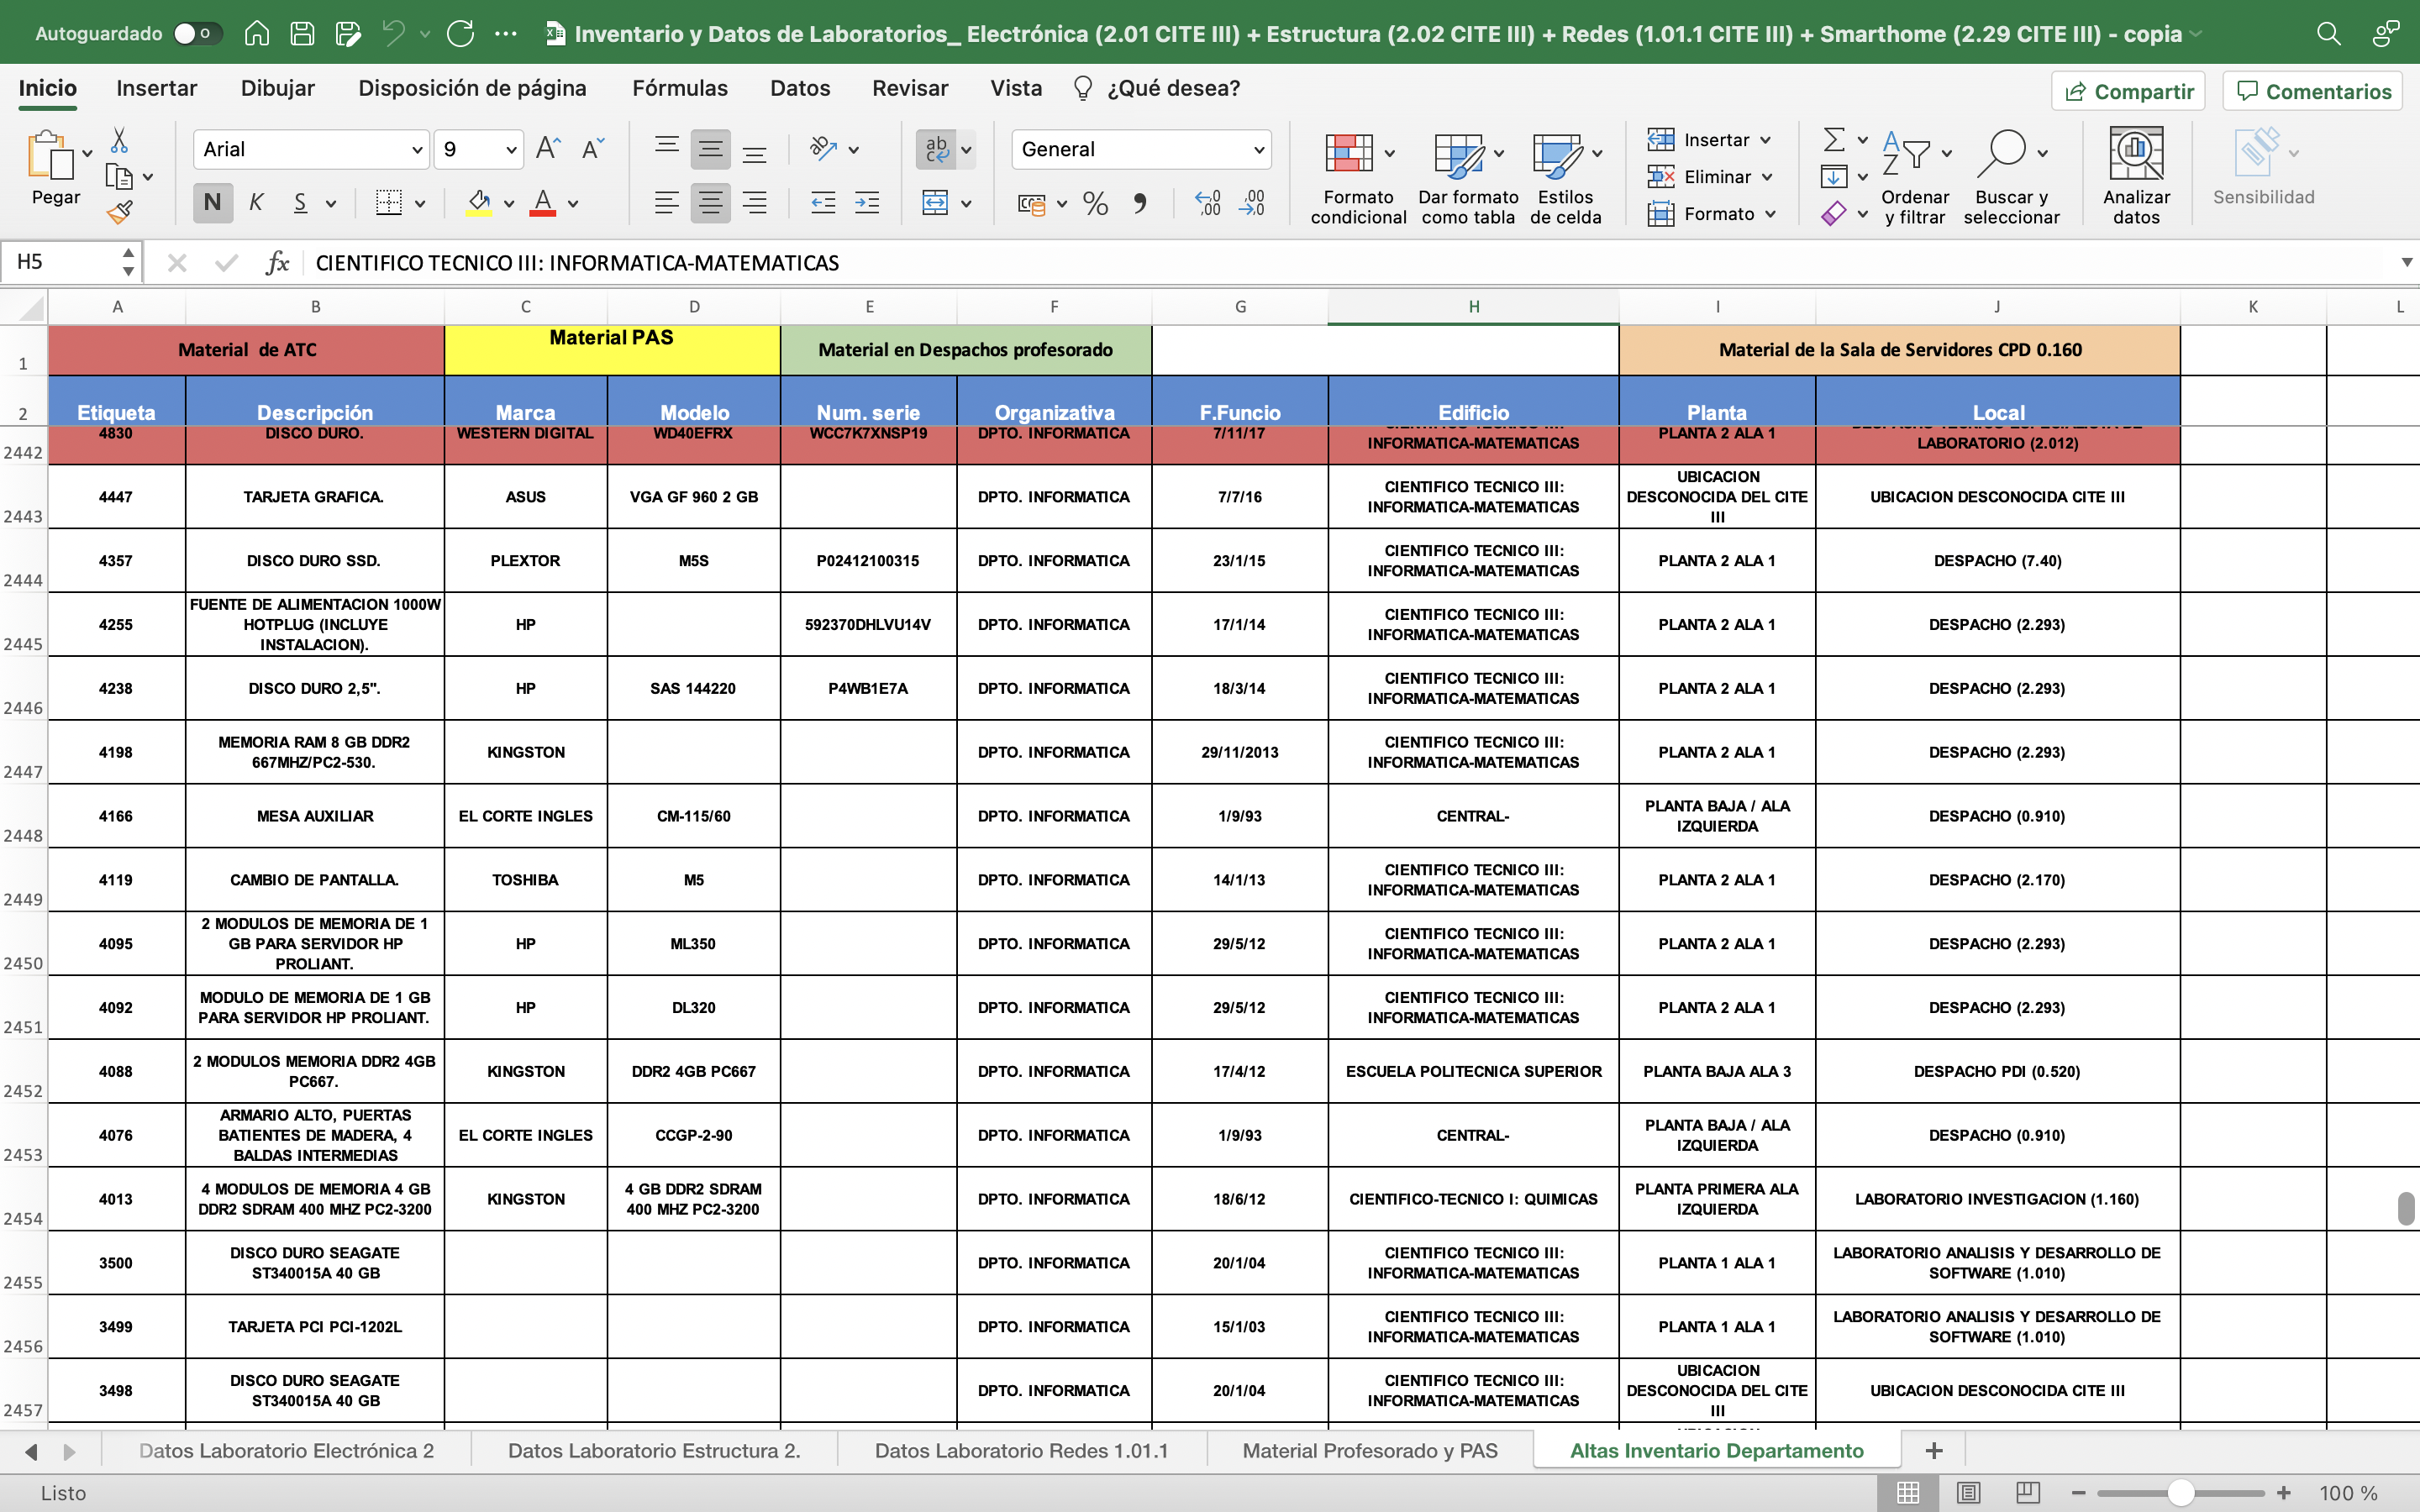 Autoguardado
Inventario y Datos de Laboratorios_ Electrónica (2.01 CITE III) + Estructura (2.02 CITE III) + Redes (1.01.1 CITE III) + Smarthome (2.29 CITE III) - copia
Inicio Insertar Dibujar Disposición de página Fórmulas Datos Revisar Vista ¿Qué desea? Compartir Comentarios
Pegar
Arial 9
N K S
General
Formato condicional
Dar formato como tabla
Estilos de celda
Insertar
Eliminar
Formato
Ordenar y filtrar
Buscar y seleccionar
Analizar datos
Sensibilidad
H5 fx CIENTIFICO TECNICO III: INFORMATICA-MATEMATICAS
A B C D E F G H I J K L
1 Material de ATC Material PAS Material en Despachos profesorado Material de la Sala de Servidores CPD 0.160
2 Etiqueta Descripción Marca Modelo Num. serie Organizativa F.Funcio Edificio Planta Local
2442 4830 DISCO DURO. WESTERN DIGITAL WD40EFRX WCC7K7XNSP19 DPTO. INFORMATICA 7/11/17 INFORMATICA-MATEMATICAS PLANTA 2 ALA 1 LABORATORIO (2.012)
2443 4447 TARJETA GRAFICA. ASUS VGA GF 960 2 GB DPTO. INFORMATICA 7/7/16 CIENTIFICO TECNICO III: INFORMATICA-MATEMATICAS UBICACION DESCONOCIDA DEL CITE III UBICACION DESCONOCIDA CITE III
2444 4357 DISCO DURO SSD. PLEXTOR M5S P02412100315 DPTO. INFORMATICA 23/1/15 CIENTIFICO TECNICO III: INFORMATICA-MATEMATICAS PLANTA 2 ALA 1 DESPACHO (7.40)
2445 4255 FUENTE DE ALIMENTACION 1000W HOTPLUG (INCLUYE INSTALACION). HP 592370DHLVU14V DPTO. INFORMATICA 17/1/14 CIENTIFICO TECNICO III: INFORMATICA-MATEMATICAS PLANTA 2 ALA 1 DESPACHO (2.293)
2446 4238 DISCO DURO 2,5". HP SAS 144220 P4WB1E7A DPTO. INFORMATICA 18/3/14 CIENTIFICO TECNICO III: INFORMATICA-MATEMATICAS PLANTA 2 ALA 1 DESPACHO (2.293)
2447 4198 MEMORIA RAM 8 GB DDR2 667MHZ/PC2-530. KINGSTON DPTO. INFORMATICA 29/11/2013 CIENTIFICO TECNICO III: INFORMATICA-MATEMATICAS PLANTA 2 ALA 1 DESPACHO (2.293)
2448 4166 MESA AUXILIAR EL CORTE INGLES CM-115/60 DPTO. INFORMATICA 1/9/93 CENTRAL- PLANTA BAJA / ALA IZQUIERDA DESPACHO (0.910)
2449 4119 CAMBIO DE PANTALLA. TOSHIBA M5 DPTO. INFORMATICA 14/1/13 CIENTIFICO TECNICO III: INFORMATICA-MATEMATICAS PLANTA 2 ALA 1 DESPACHO (2.170)
2450 4095 2 MODULOS DE MEMORIA DE 1 GB PARA SERVIDOR HP PROLIANT. HP ML350 DPTO. INFORMATICA 29/5/12 CIENTIFICO TECNICO III: INFORMATICA-MATEMATICAS PLANTA 2 ALA 1 DESPACHO (2.293)
2451 4092 MODULO DE MEMORIA DE 1 GB PARA SERVIDOR HP PROLIANT. HP DL320 DPTO. INFORMATICA 29/5/12 CIENTIFICO TECNICO III: INFORMATICA-MATEMATICAS PLANTA 2 ALA 1 DESPACHO (2.293)
2452 4088 2 MODULOS MEMORIA DDR2 4GB PC667. KINGSTON DDR2 4GB PC667 DPTO. INFORMATICA 17/4/12 ESCUELA POLITECNICA SUPERIOR PLANTA BAJA ALA 3 DESPACHO PDI (0.520)
2453 4076 ARMARIO ALTO, PUERTAS BATIENTES DE MADERA, 4 BALDAS INTERMEDIAS EL CORTE INGLES CCGP-2-90 DPTO. INFORMATICA 1/9/93 CENTRAL- PLANTA BAJA / ALA IZQUIERDA DESPACHO (0.910)
2454 4013 4 MODULOS DE MEMORIA 4 GB DDR2 SDRAM 400 MHZ PC2-3200 KINGSTON 4 GB DDR2 SDRAM 400 MHZ PC2-3200 DPTO. INFORMATICA 18/6/12 CIENTIFICO-TECNICO I: QUIMICAS PLANTA PRIMERA ALA IZQUIERDA LABORATORIO INVESTIGACION (1.160)
2455 3500 DISCO DURO SEAGATE ST340015A 40 GB DPTO. INFORMATICA 20/1/04 CIENTIFICO TECNICO III: INFORMATICA-MATEMATICAS PLANTA 1 ALA 1 LABORATORIO ANALISIS Y DESARROLLO DE SOFTWARE (1.010)
2456 3499 TARJETA PCI PCI-1202L DPTO. INFORMATICA 15/1/03 CIENTIFICO TECNICO III: INFORMATICA-MATEMATICAS PLANTA 1 ALA 1 LABORATORIO ANALISIS Y DESARROLLO DE SOFTWARE (1.010)
2457 3498 DISCO DURO SEAGATE ST340015A 40 GB DPTO. INFORMATICA 20/1/04 CIENTIFICO TECNICO III: INFORMATICA-MATEMATICAS UBICACION DESCONOCIDA DEL CITE III UBICACION DESCONOCIDA CITE III
Datos Laboratorio Electrónica 2 Datos Laboratorio Estructura 2. Datos Laboratorio Redes 1.01.1 Material Profesorado y PAS Altas Inventario Departamento +
Listo 100 %